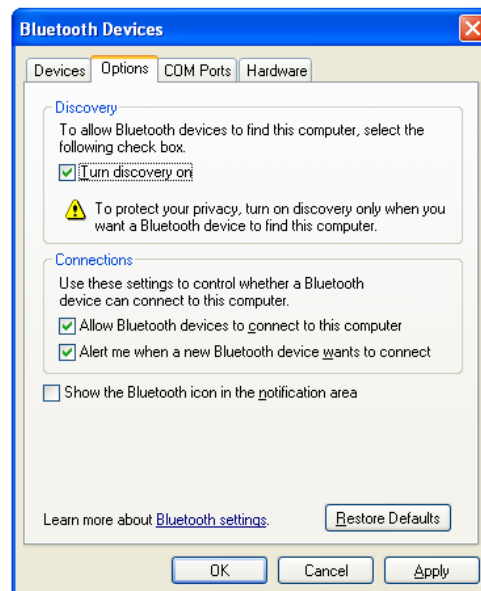 Bluetooth Devices
Devices Options COM Ports Hardware
Discovery
To allow Bluetooth devices to find this computer, select the
following check box.
Turn discovery on
To protect your privacy, turn on discovery only when you
want a Bluetooth device to find this computer.
Connections
Use these settings to control whether a Bluetooth
device can connect to this computer.
Allow Bluetooth devices to connect to this computer
Alert me when a new Bluetooth device wants to connect
Show the Bluetooth icon in the notification area
Learn more about Bluetooth settings. Restore Defaults
OK Cancel Apply